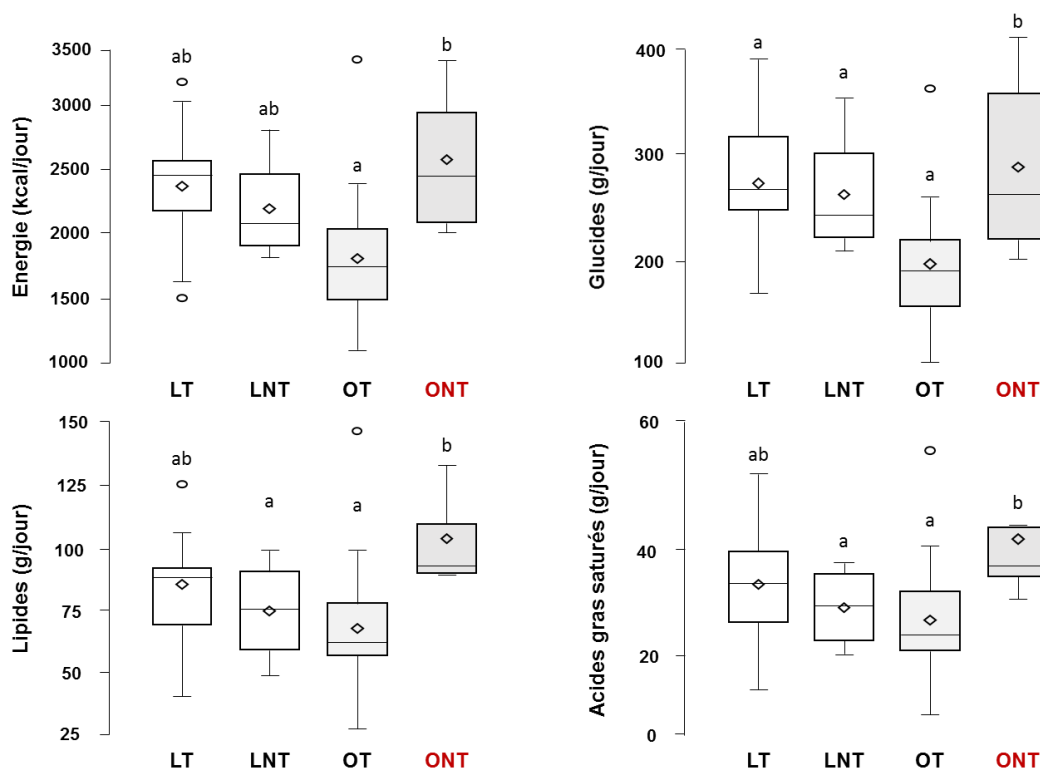 Energie (kcal/jour)
3500
3000
2500
2000
1500
1000
ab
ab
a
b
LT LNT OT ONT
Glucides (g/jour)
400
300
200
100
a
a
a
b
LT LNT OT ONT
Lipides (g/jour)
150
125
100
75
50
25
ab
a
a
b
LT LNT OT ONT
Acides gras saturés (g/jour)
60
40
20
0
ab
a
a
b
LT LNT OT ONT